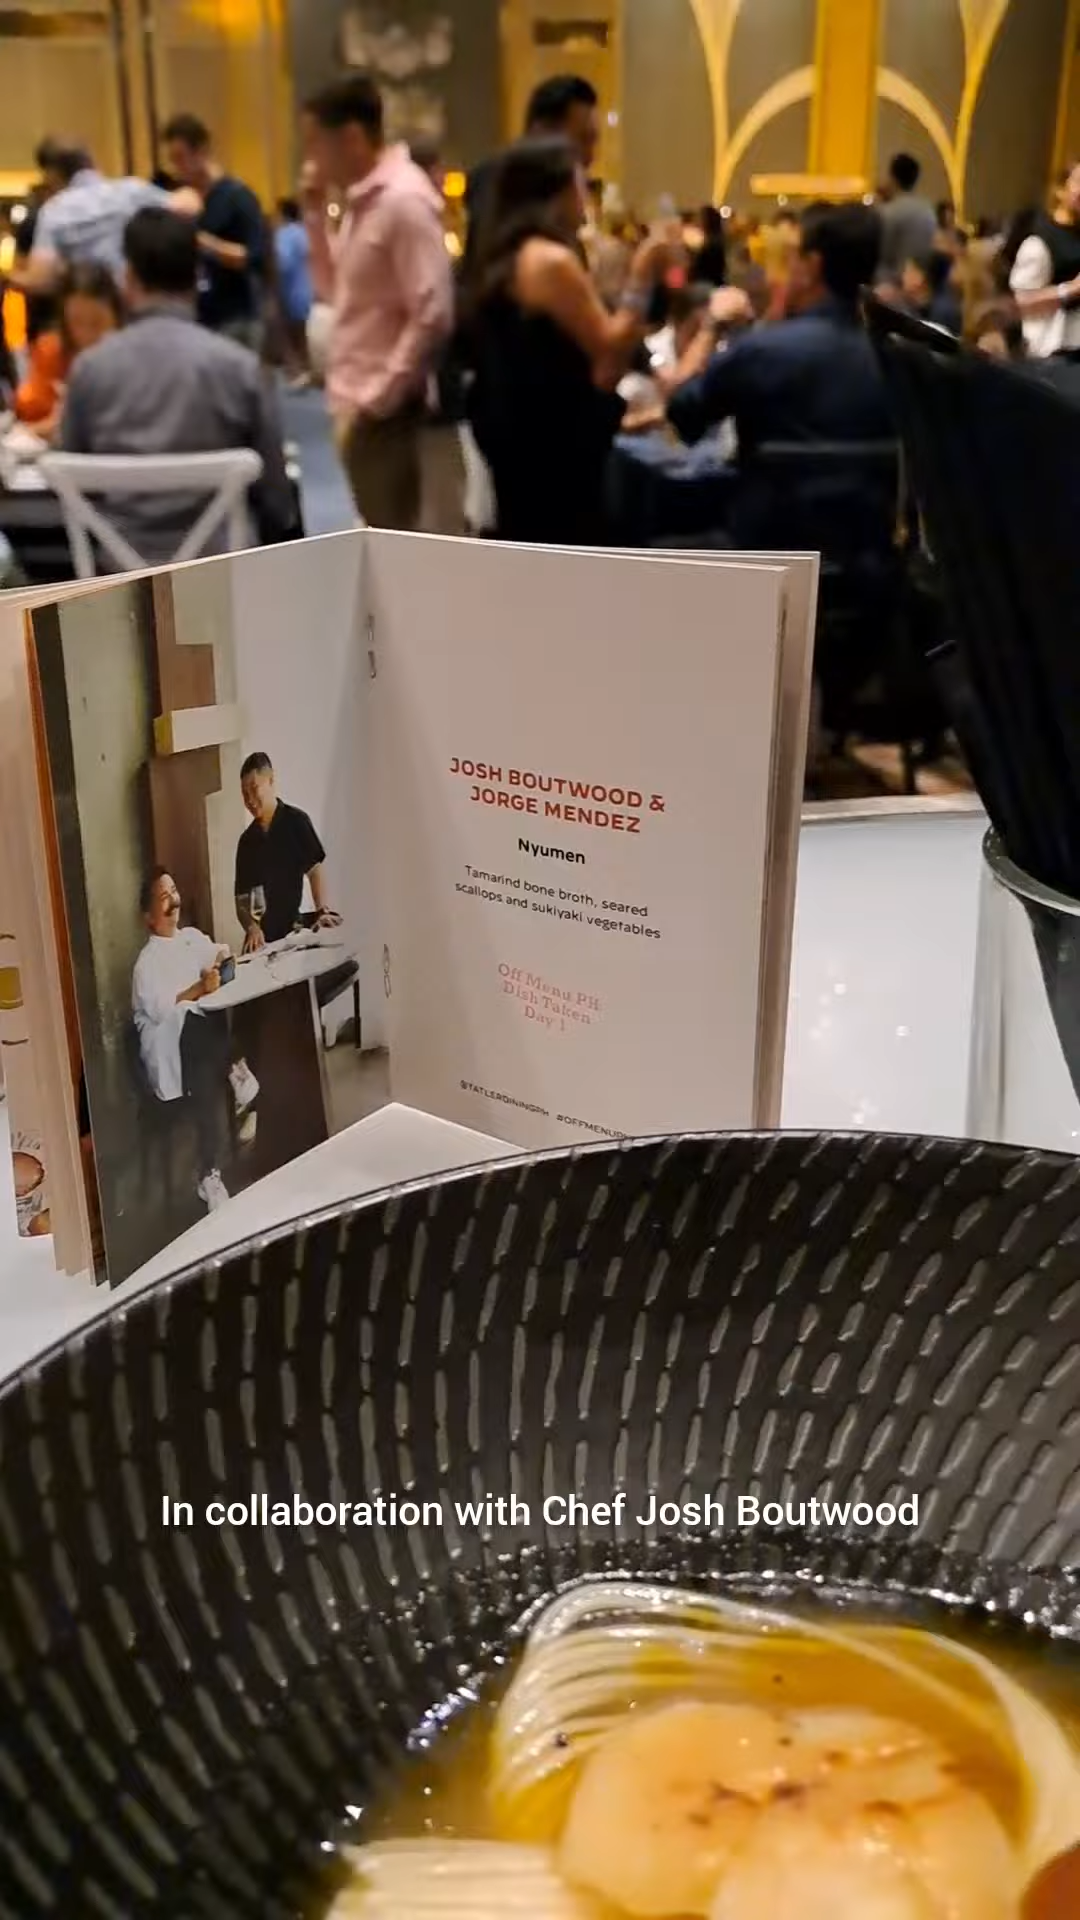 JOSH BOUTWOOD &
JORGE MENDEZ
Nyumen
Tamarind bone broth, seared
scallops and sukiyaki vegetables
Off Menu PH
Dish Taken
Day 1
@TATLERDININGPH #OFFMENUPH
In collaboration with Chef Josh Boutwood